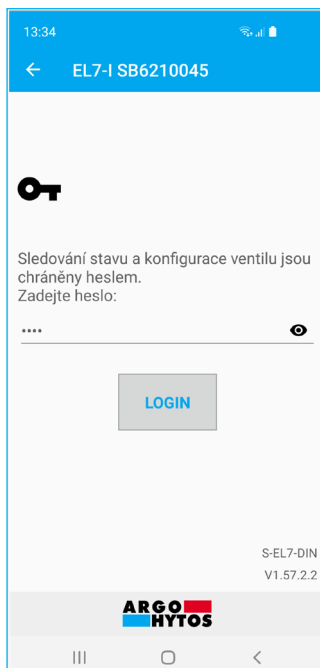 13:34
EL7-I SB6210045
Sledování stavu a konfigurace ventilu jsou
chráněny heslem.
Zadejte heslo:
••••
LOGIN
S-EL7-DIN
V1.57.2.2
ARGO
HYTOS